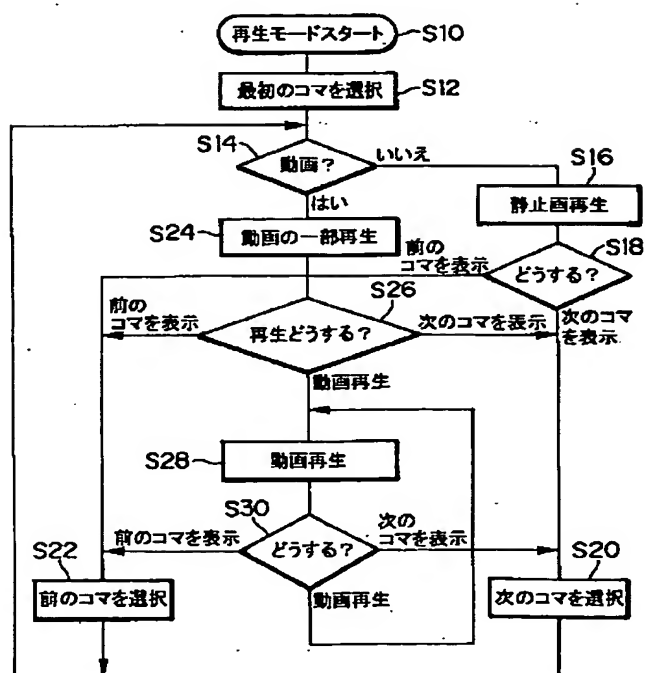 再生モードスタート
S10
最初のコマを選択
S12
S14
動画?
いいえ
はい
S16
静止画再生
S24
動画の一部再生
前の
コマを表示
S18
どうする?
S26
前の
コマを表示
再生どうする?
次のコマを表示
次のコマ
を表示
動画再生
S28
動画再生
S30
前のコマを表示
どうする?
次の
コマを表示
動画再生
S22
前のコマを選択
S20
次のコマを選択